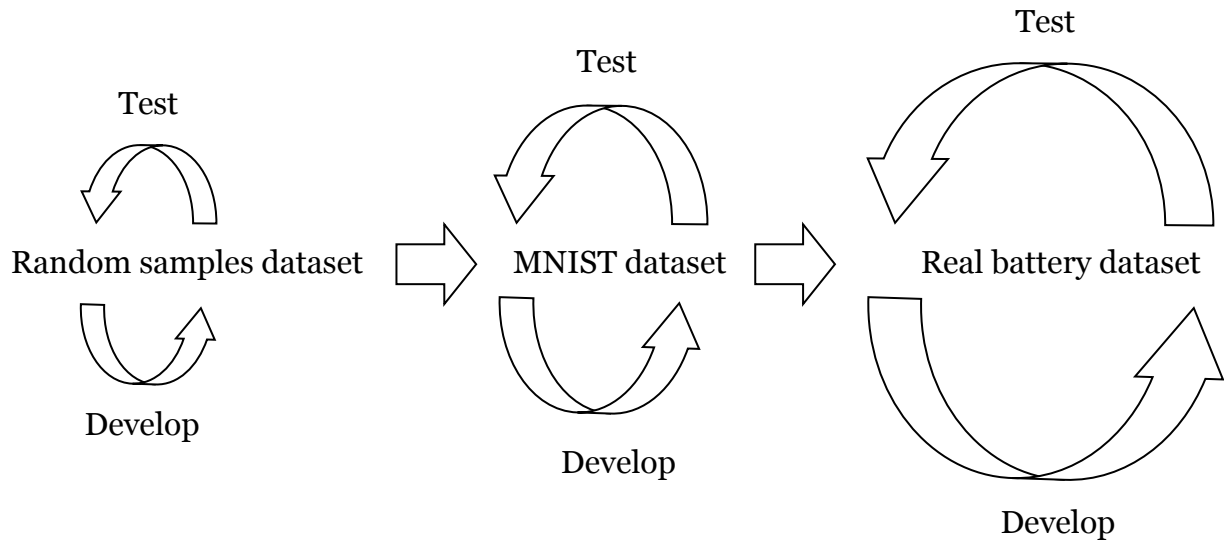 Test
Random samples dataset
Develop
Test
MNIST dataset
Develop
Test
Real battery dataset
Develop